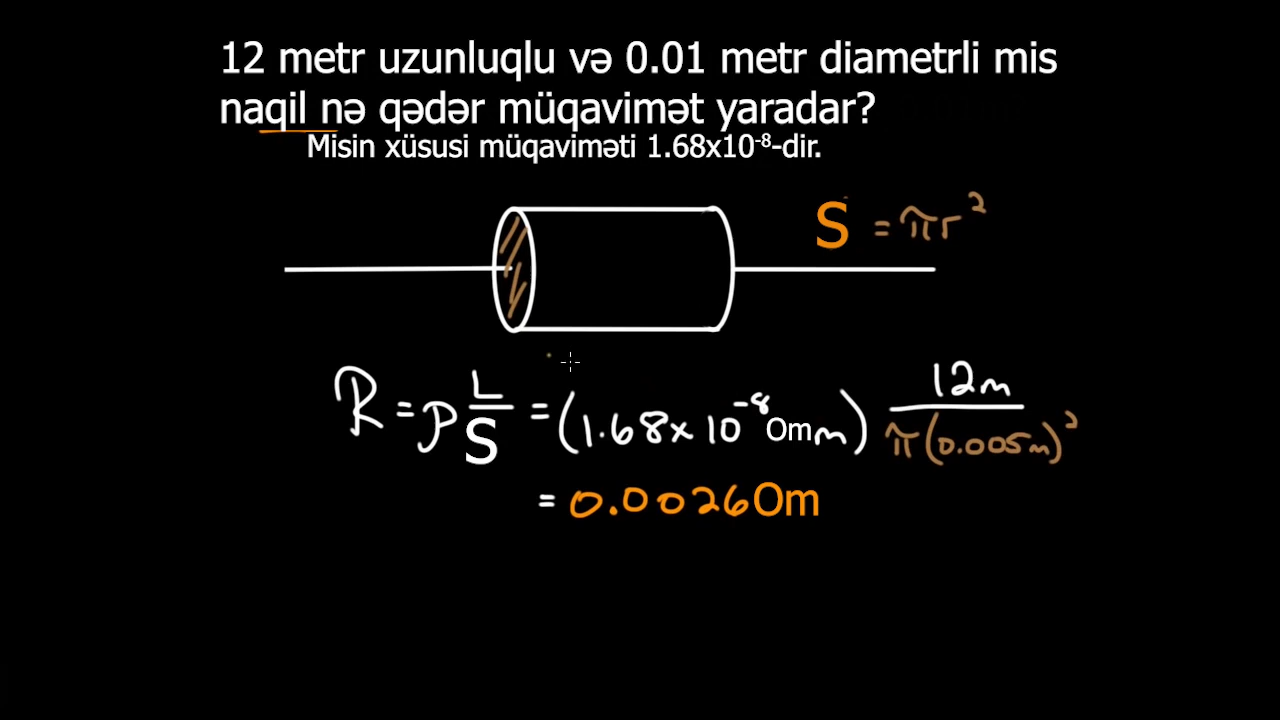 12 metr uzunluqlu və 0.01 metr diametrli mis
naqil nə qədər müqavimət yaradar?
Misin xüsusi müqaviməti 1.68x10⁻⁸-dir.
S = πr²
R = ρ L/S = (1.68x10⁻⁸ Omm) 12m/π(0.005m)²
= 0.0026Om